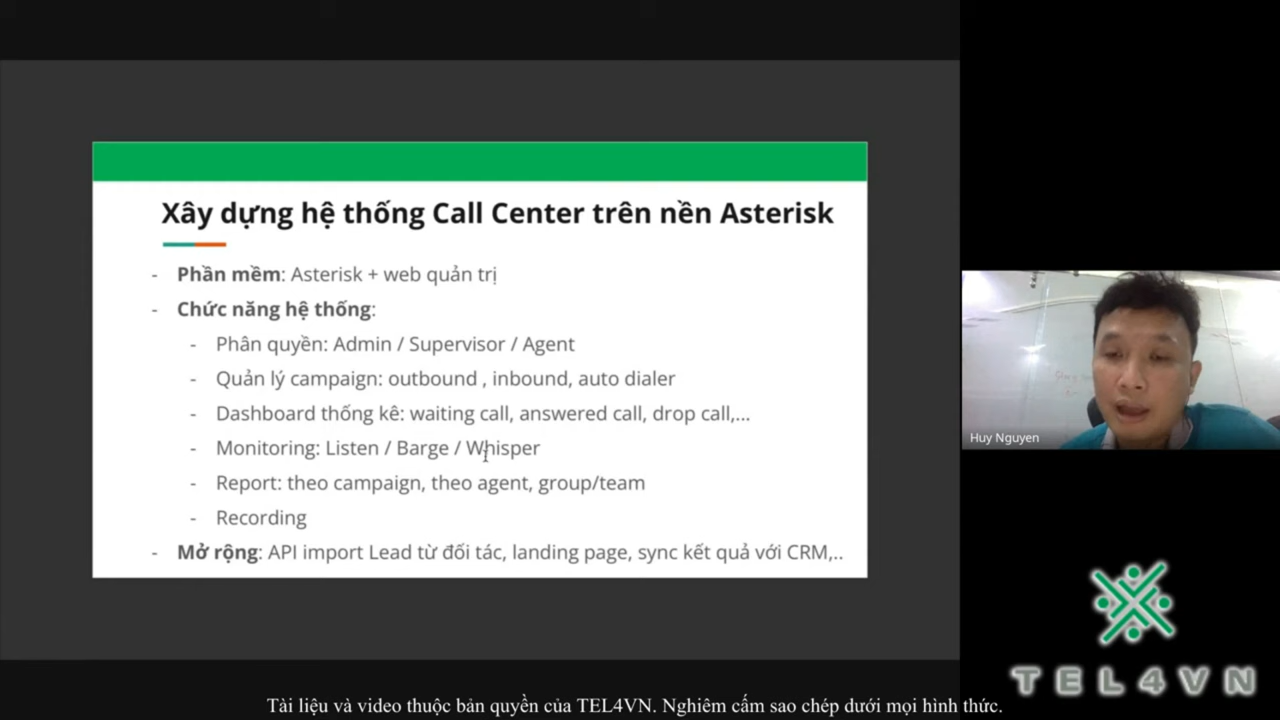 Xây dựng hệ thống Call Center trên nền Asterisk
- Phần mềm: Asterisk + web quản trị
- Chức năng hệ thống:
- Phân quyền: Admin / Supervisor / Agent
- Quản lý campaign: outbound , inbound, auto dialer
- Dashboard thống kê: waiting call, answered call, drop call,...
- Monitoring: Listen / Barge / Whisper
- Report: theo campaign, theo agent, group/team
- Recording
- Mở rộng: API import Lead từ đối tác, landing page, sync kết quả với CRM,..
Huy Nguyen
TEL4VN
Tài liệu và video thuộc bản quyền của TEL4VN. Nghiêm cấm sao chép dưới mọi hình thức.